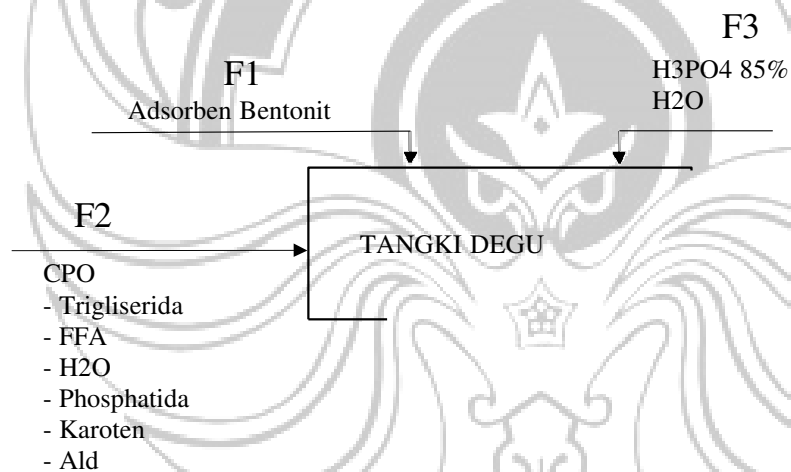 F3
H3PO4 85%
H2O
F1
Adsorben Bentonit
F2
TANGKI DEGU
CPO
- Trigliserida
- FFA
- H2O
- Phosphatida
- Karoten
- Ald